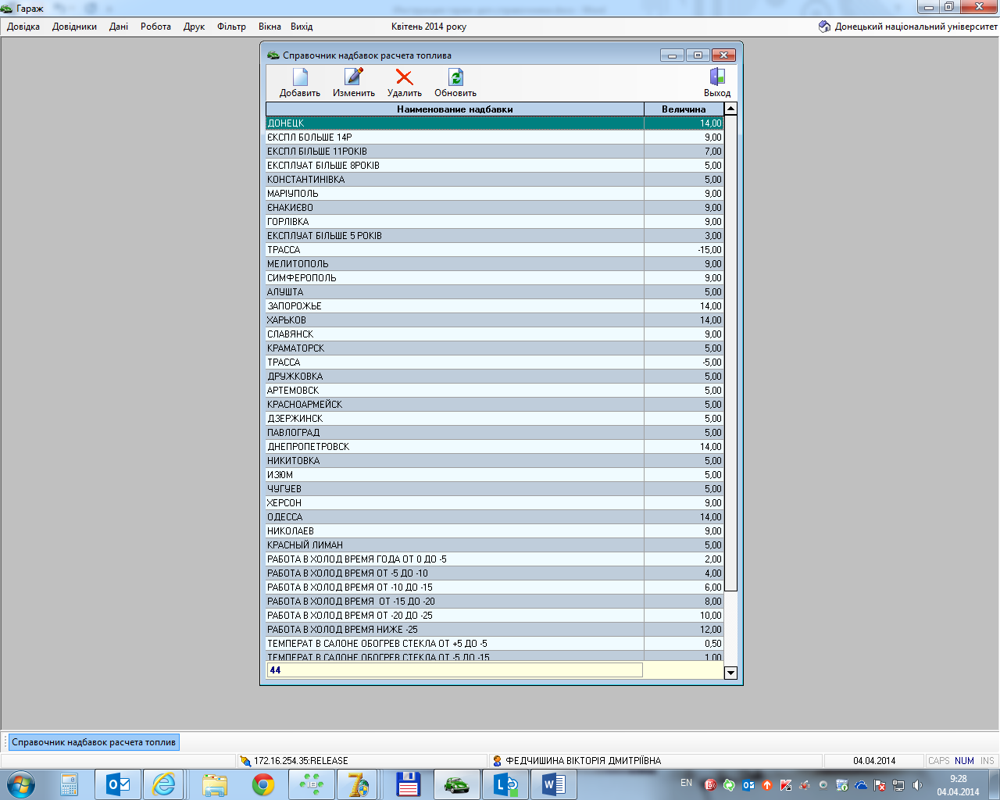 Гараж
Довідка Довідники Дані Робота Друк Фільтр Вікна Вихід Квітень 2014 року Донецький національний університет
Справочник надбавок расчета топлива
Добавить Изменить Удалить Обновить Выход
Наименование надбавки Величина
ДОНЕЦК 14,00
ЄКСПЛ БОЛЬШЕ 14Р 9,00
ЕКСПЛ БІЛЬШЕ 11РОКІВ 7,00
ЕКСПЛУАТ БІЛЬШЕ 8РОКІВ 5,00
КОНСТАНТИНІВКА 5,00
МАРІУПОЛЬ 9,00
ЄНАКИЄВО 9,00
ГОРЛІВКА 9,00
ЕКСПЛУАТ БІЛЬШЕ 5 РОКІВ 3,00
ТРАССА -15,00
МЕЛИТОПОЛЬ 9,00
СИМФЕРОПОЛЬ 9,00
АЛУШТА 5,00
ЗАПОРОЖЬЕ 14,00
ХАРЬКОВ 14,00
СЛАВЯНСК 9,00
КРАМАТОРСК 5,00
ТРАССА -5,00
ДРУЖКОВКА 5,00
АРТЕМОВСК 5,00
КРАСНОАРМЕЙСК 5,00
ДЗЕРЖИНСК 5,00
ПАВЛОГРАД 5,00
ДНЕПРОПЕТРОВСК 14,00
НИКИТОВКА 5,00
ИЗЮМ 5,00
ЧУГУЕВ 5,00
ХЕРСОН 9,00
ОДЕССА 14,00
НИКОЛАЕВ 9,00
КРАСНЫЙ ЛИМАН 5,00
РАБОТА В ХОЛОД ВРЕМЯ ГОДА ОТ 0 ДО -5 2,00
РАБОТА В ХОЛОД ВРЕМЯ ОТ -5 ДО -10 4,00
РАБОТА В ХОЛОД ВРЕМЯ ОТ -10 ДО -15 6,00
РАБОТА В ХОЛОД ВРЕМЯ ОТ -15 ДО -20 8,00
РАБОТА В ХОЛОД ВРЕМЯ ОТ -20 ДО -25 10,00
РАБОТА В ХОЛОД ВРЕМЯ НИЖЕ -25 12,00
ТЕМПЕРАТ В САЛОНЕ ОБОГРЕВ СТЕКЛА ОТ +5 ДО -5 0,50
ТЕМПЕРАТ В САЛОНЕ ОБОГРЕВ СТЕКЛА ОТ -5 ДО -15 1,00
44
Справочник надбавок расчета топлив
172.16.254.35:RELEASE ФЕДЧИШИНА ВІКТОРІЯ ДМИТРІЇВНА 04.04.2014 CAPS NUM INS
EN 9:28
04.04.2014